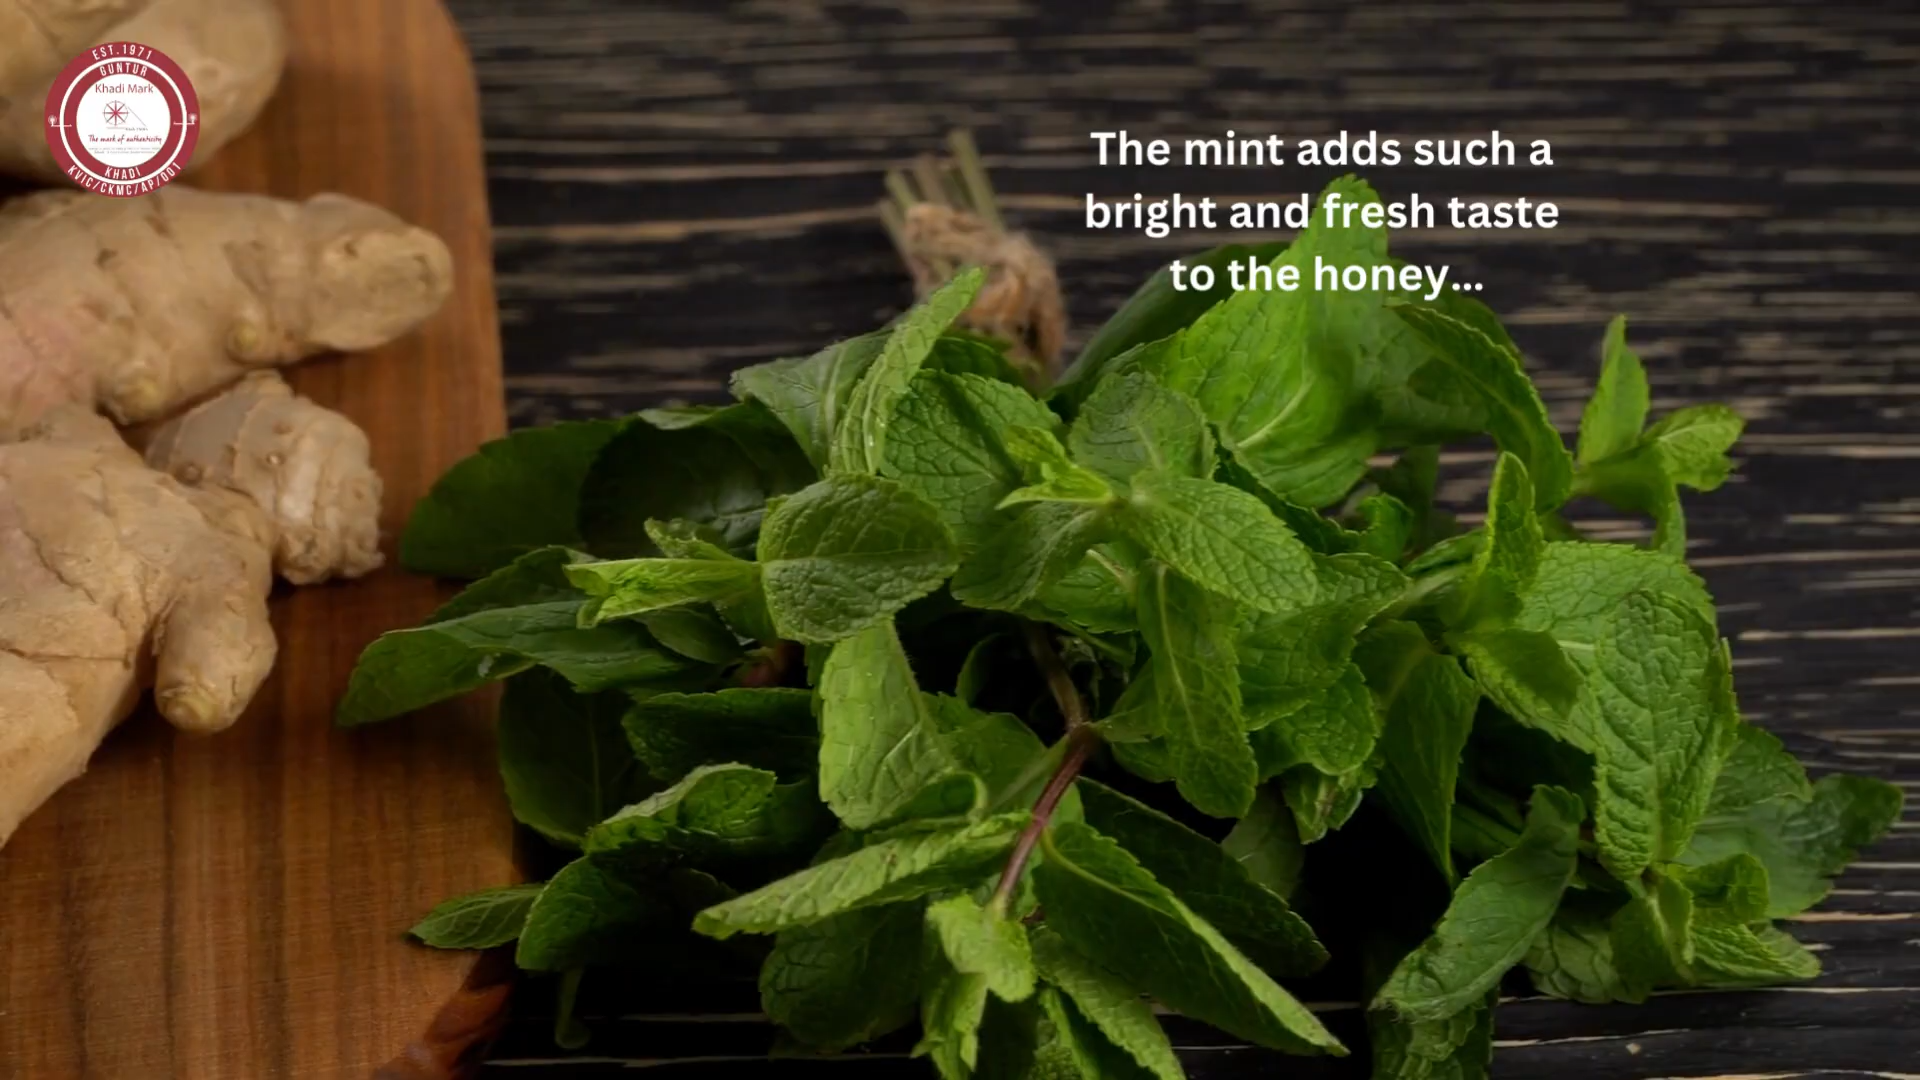 EST.1971
GUNTUR
Khadi Mark
The mark of authenticity
KHADI
KVIC/CKMC/AP/001
The mint adds such a
bright and fresh taste
to the honey...